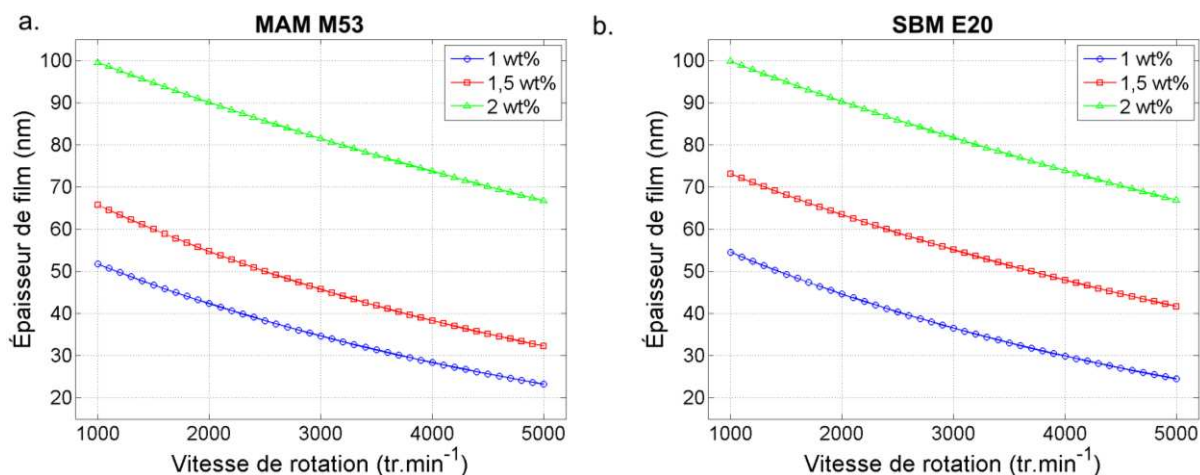 a.
MAM M53
1 wt%
1,5 wt%
2 wt%
Épaisseur de film (nm)
100
90
80
70
60
50
40
30
20
1000 2000 3000 4000 5000
Vitesse de rotation (tr.min⁻¹)
b.
SBM E20
1 wt%
1,5 wt%
2 wt%
Épaisseur de film (nm)
100
90
80
70
60
50
40
30
20
1000 2000 3000 4000 5000
Vitesse de rotation (tr.min⁻¹)